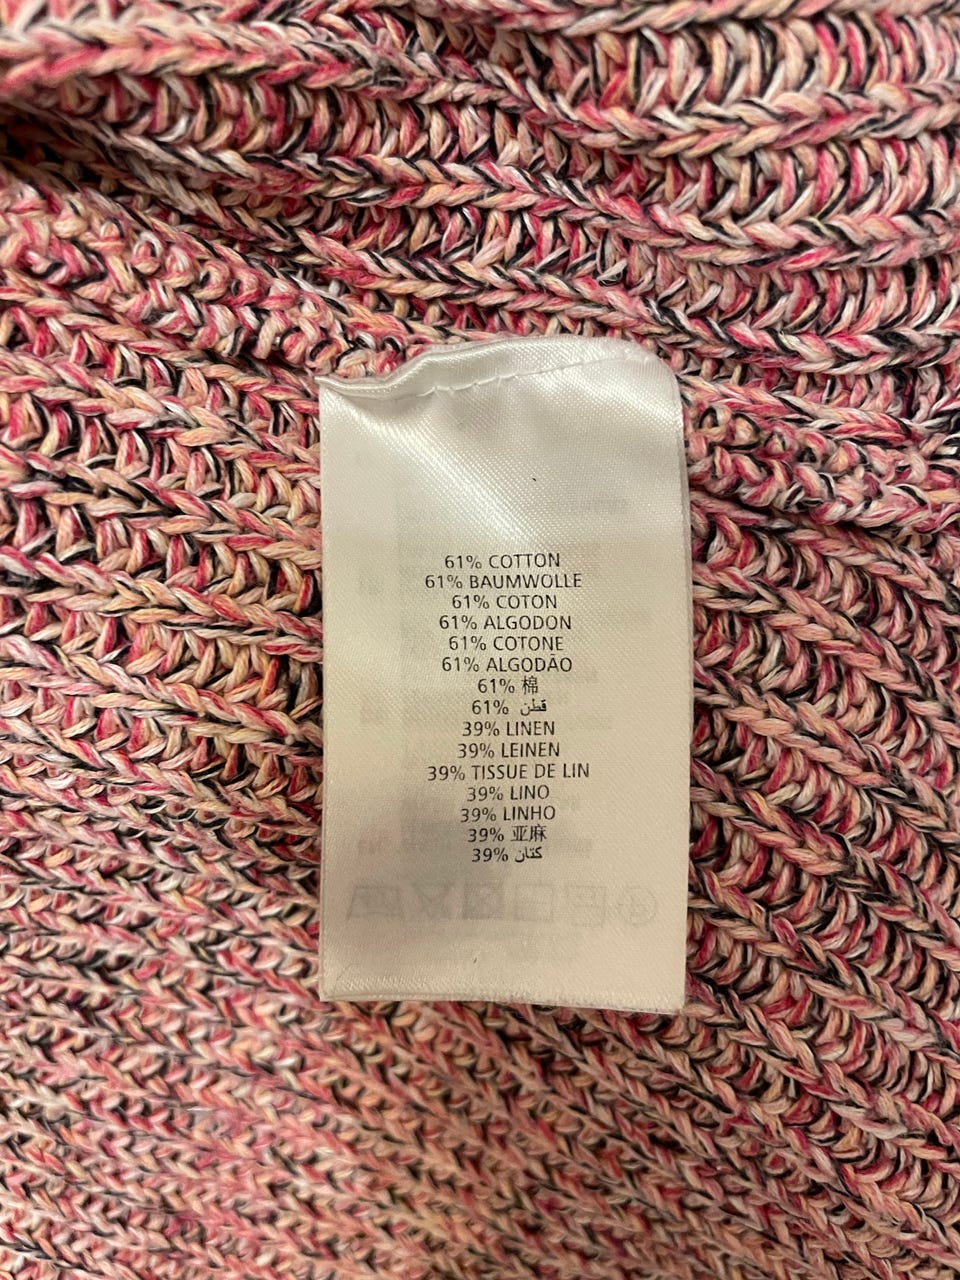 61% COTTON
61% BAUMWOLLE
61% COTON
61% ALGODON
61% COTONE
61% ALGODÃO
61% 棉
61% قطن
39% LINEN
39% LEINEN
39% TISSUE DE LIN
39% LINO
39% LINHO
39% 亚麻
39% كتان